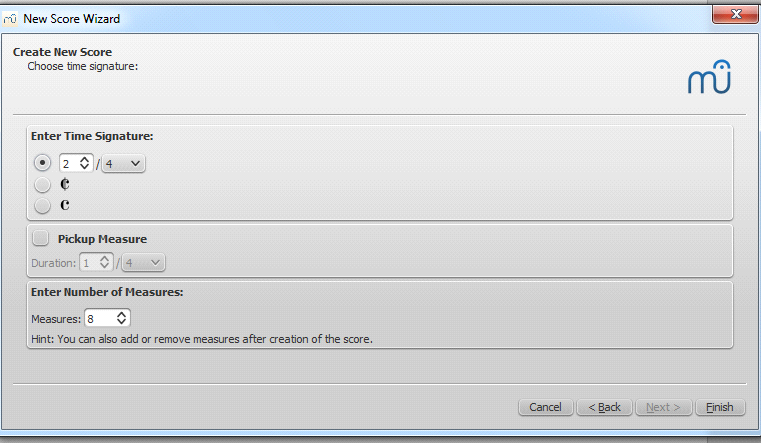 New Score Wizard
Create New Score
Choose time signature:
Enter Time Signature:
2 / 4
¢
c
Pickup Measure
Duration: 1 / 4
Enter Number of Measures:
Measures: 8
Hint: You can also add or remove measures after creation of the score.
Cancel < Back Next > Finish